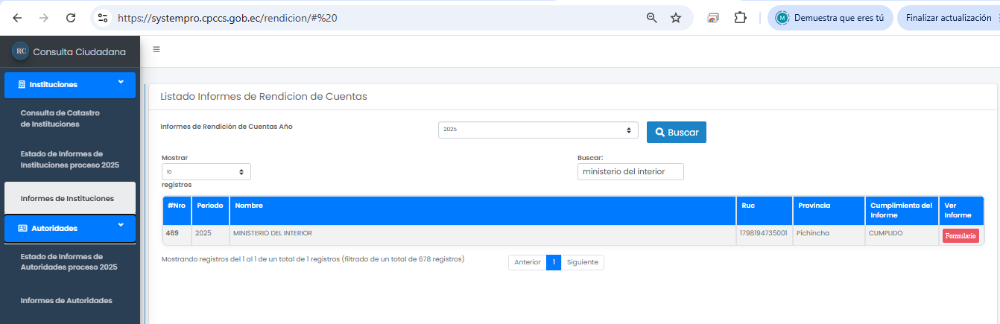 https://systempro.cpccs.gob.ec/rendicion/#%20
M Demuestra que eres tú
Finalizar actualización
RC Consulta Ciudadana
Instituciones
Consulta de Catastro
de Instituciones
Estado de Informes de
Instituciones proceso 2025
Informes de Instituciones
Autoridades
Estado de Informes de
Autoridades proceso 2025
Informes de Autoridades
Listado Informes de Rendicion de Cuentas
Informes de Rendición de Cuentas Año
2025
Buscar
Mostrar
10
registros
Buscar:
ministerio del interior
#Nro Periodo Nombre Ruc Provincia Cumplimiento del Informe Ver Informe
469 2025 MINISTERIO DEL INTERIOR 1798194735001 Pichincha CUMPLIDO Formulario
Mostrando registros del 1 al 1 de un total de 1 registros (filtrado de un total de 678 registros)
Anterior 1 Siguiente